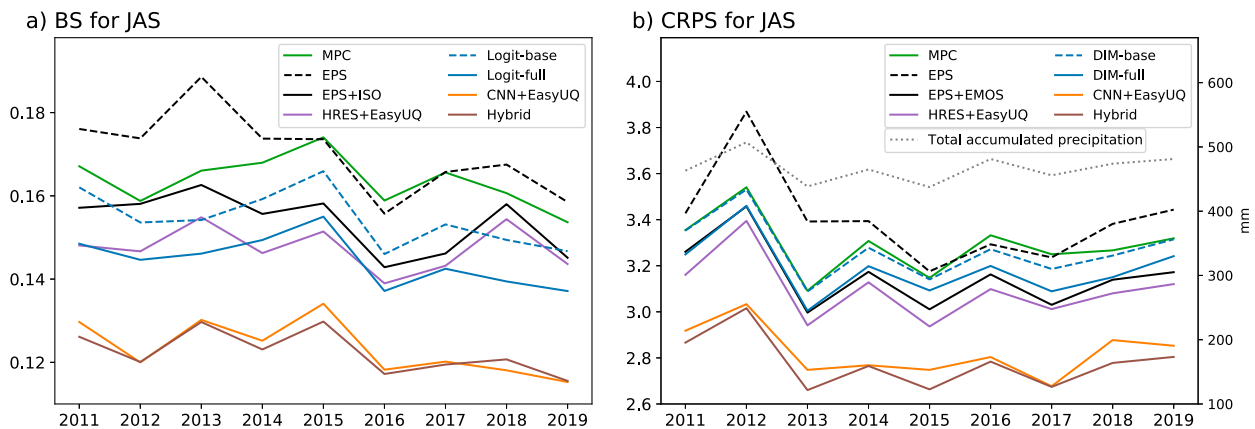 a) BS for JAS
MPC
EPS
EPS+ISO
HRES+EasyUQ
Logit-base
Logit-full
CNN+EasyUQ
Hybrid
0.18
0.16
0.14
0.12
2011 2012 2013 2014 2015 2016 2017 2018 2019
b) CRPS for JAS
MPC
EPS
EPS+EMOS
HRES+EasyUQ
DIM-base
DIM-full
CNN+EasyUQ
Hybrid
Total accumulated precipitation
4.0
3.8
3.6
3.4
3.2
3.0
2.8
2.6
600
500
400
300
200
100
mm
2011 2012 2013 2014 2015 2016 2017 2018 2019